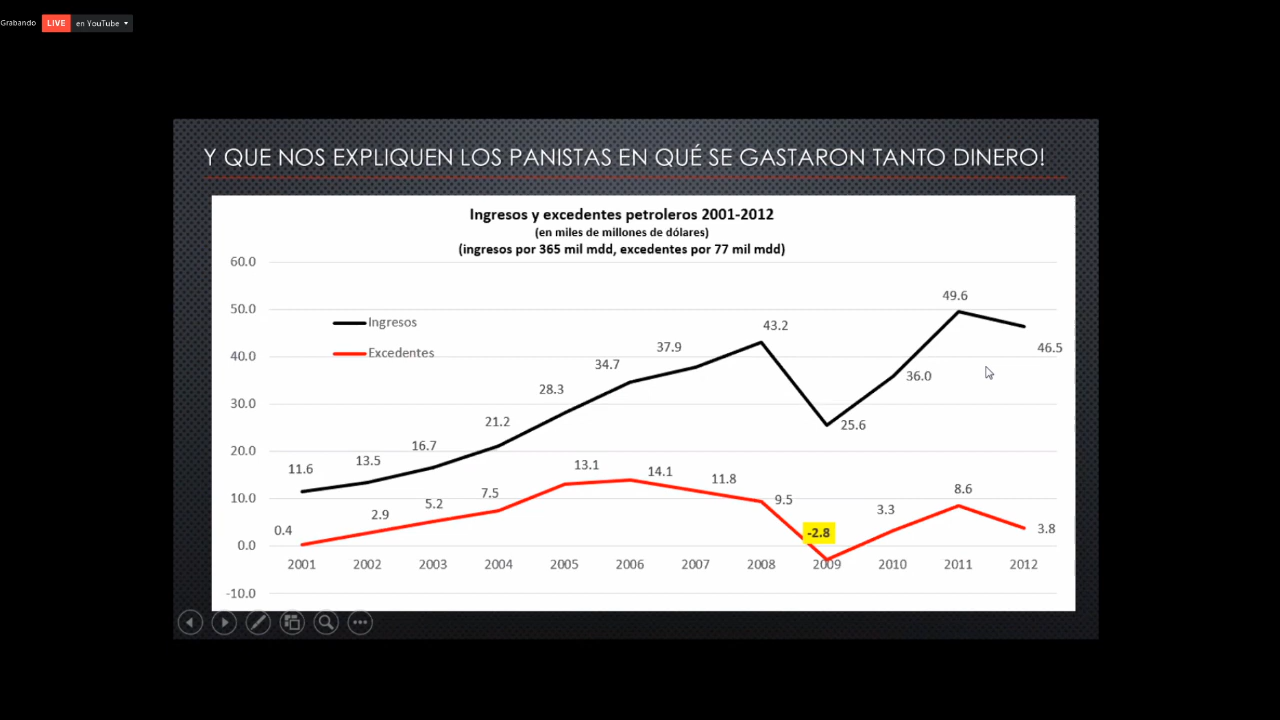 Grabando LIVE en YouTube
Y QUE NOS EXPLIQUEN LOS PANISTAS EN QUÉ SE GASTARON TANTO DINERO!
Ingresos y excedentes petroleros 2001-2012
(en miles de millones de dólares)
(ingresos por 365 mil mdd, excedentes por 77 mil mdd)
60.0
50.0
40.0
30.0
20.0
10.0
0.0
-10.0
Ingresos
Excedentes
11.6 13.5 16.7 21.2 28.3 34.7 37.9 43.2 25.6 36.0 49.6 46.5
0.4 2.9 5.2 7.5 13.1 14.1 11.8 9.5 -2.8 3.3 8.6 3.8
2001 2002 2003 2004 2005 2006 2007 2008 2009 2010 2011 2012